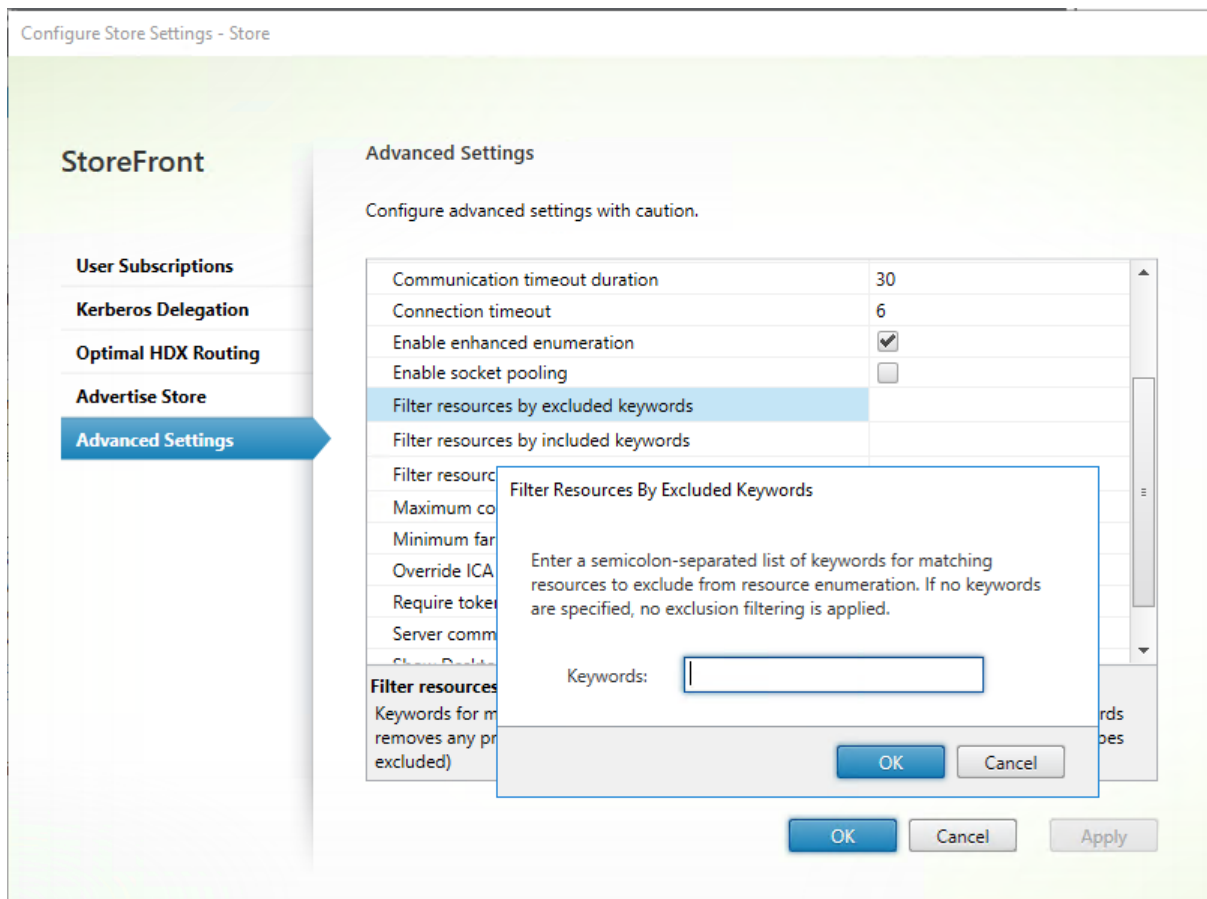 Configure Store Settings - Store
StoreFront
User Subscriptions
Kerberos Delegation
Optimal HDX Routing
Advertise Store
Advanced Settings
Advanced Settings
Configure advanced settings with caution.
Communication timeout duration 30
Connection timeout 6
Enable enhanced enumeration
Enable socket pooling
Filter resources by excluded keywords
Filter resources by included keywords
Filter resourc
Maximum co
Minimum far
Override ICA
Require toker
Server comm
Filter resources
Keywords for m rds
removes any pr pes
excluded)
Filter Resources By Excluded Keywords
Enter a semicolon-separated list of keywords for matching
resources to exclude from resource enumeration. If no keywords
are specified, no exclusion filtering is applied.
Keywords:
OK Cancel
OK Cancel Apply